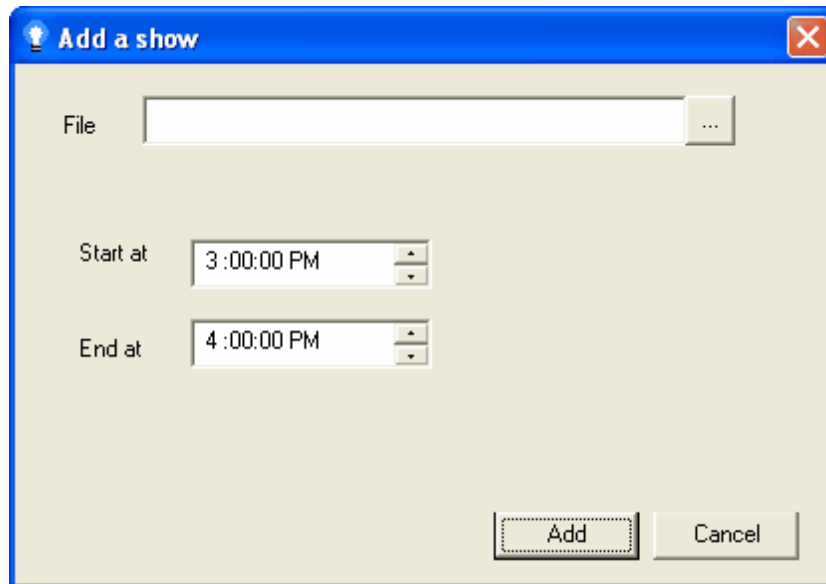 Add a show
File
...
Start at 3 :00:00 PM
End at 4 :00:00 PM
Add Cancel